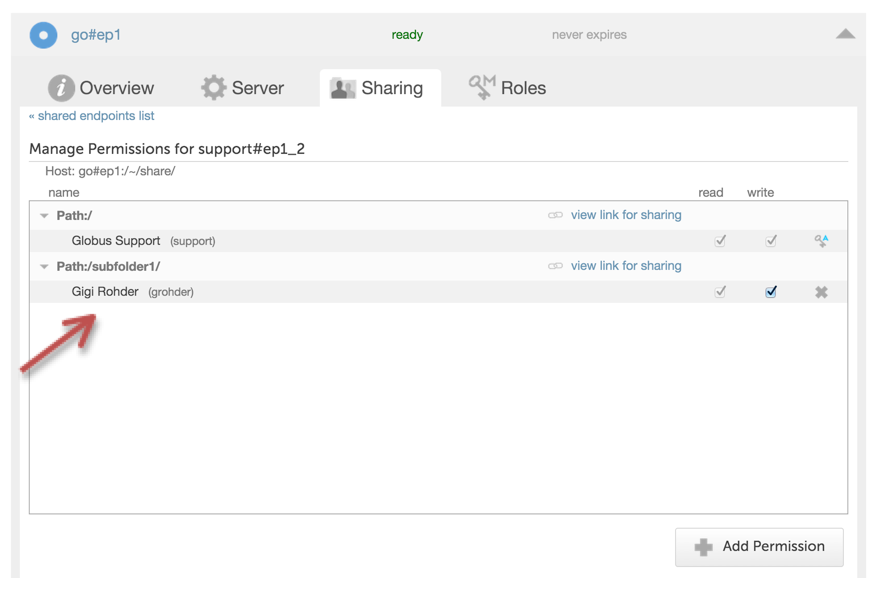 go#ep1 ready never expires
Overview Server Sharing Roles
« shared endpoints list
Manage Permissions for support#ep1_2
Host: go#ep1:/~/share/
name read write
Path:/ view link for sharing
Globus Support (support)
Path:/subfolder1/ view link for sharing
Gigi Rohder (grohder)
Add Permission